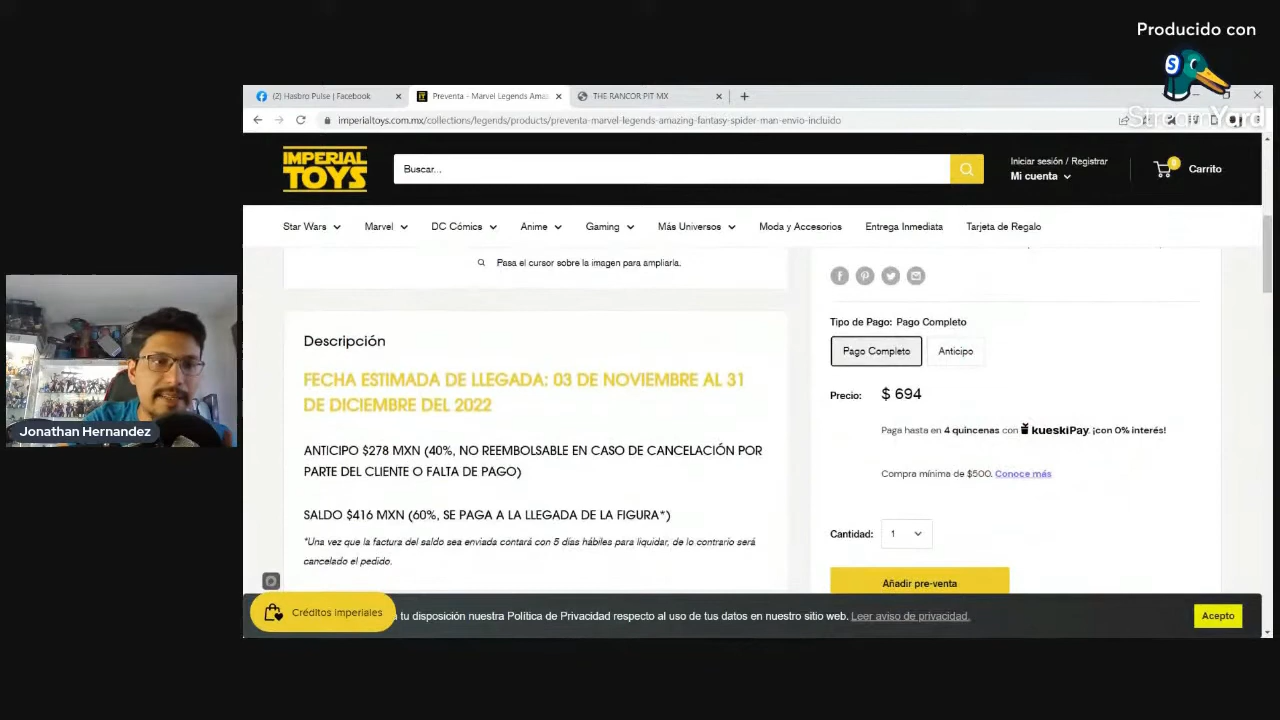 Producido con
S
StreamYard
(2) Hasbro Pulse | Facebook
Preventa - Marvel Legends Amaz
THE RANCOR PIT MX
imperialtoys.com.mx/collections/legends/products/preventa-marvel-legends-amazing-fantasy-spider-man-envio-incluido
IMPERIAL
TOYS
Buscar...
Iniciar sesión / Registrar
Mi cuenta
0
Carrito
Star Wars
Marvel
DC Cómics
Anime
Gaming
Más Universos
Moda y Accesorios
Entrega Inmediata
Tarjeta de Regalo
Pasa el cursor sobre la imagen para ampliarla.
Descripción
FECHA ESTIMADA DE LLEGADA: 03 DE NOVIEMBRE AL 31
DE DICIEMBRE DEL 2022
ANTICIPO $278 MXN (40%, NO REEMBOLSABLE EN CASO DE CANCELACIÓN POR
PARTE DEL CLIENTE O FALTA DE PAGO)
SALDO $416 MXN (60%, SE PAGA A LA LLEGADA DE LA FIGURA*)
*Una vez que la factura del saldo sea enviada contará con 5 días hábiles para liquidar, de lo contrario será
cancelado el pedido.
Tipo de Pago: Pago Completo
Pago Completo
Anticipo
Precio: $ 694
Paga hasta en 4 quincenas con kueskiPay. ¡con 0% interés!
Compra mínima de $500. Conoce más
Cantidad: 1
Añadir pre-venta
Jonathan Hernandez
Créditos imperiales
tu disposición nuestra Política de Privacidad respecto al uso de tus datos en nuestro sitio web. Leer aviso de privacidad.
Acepto